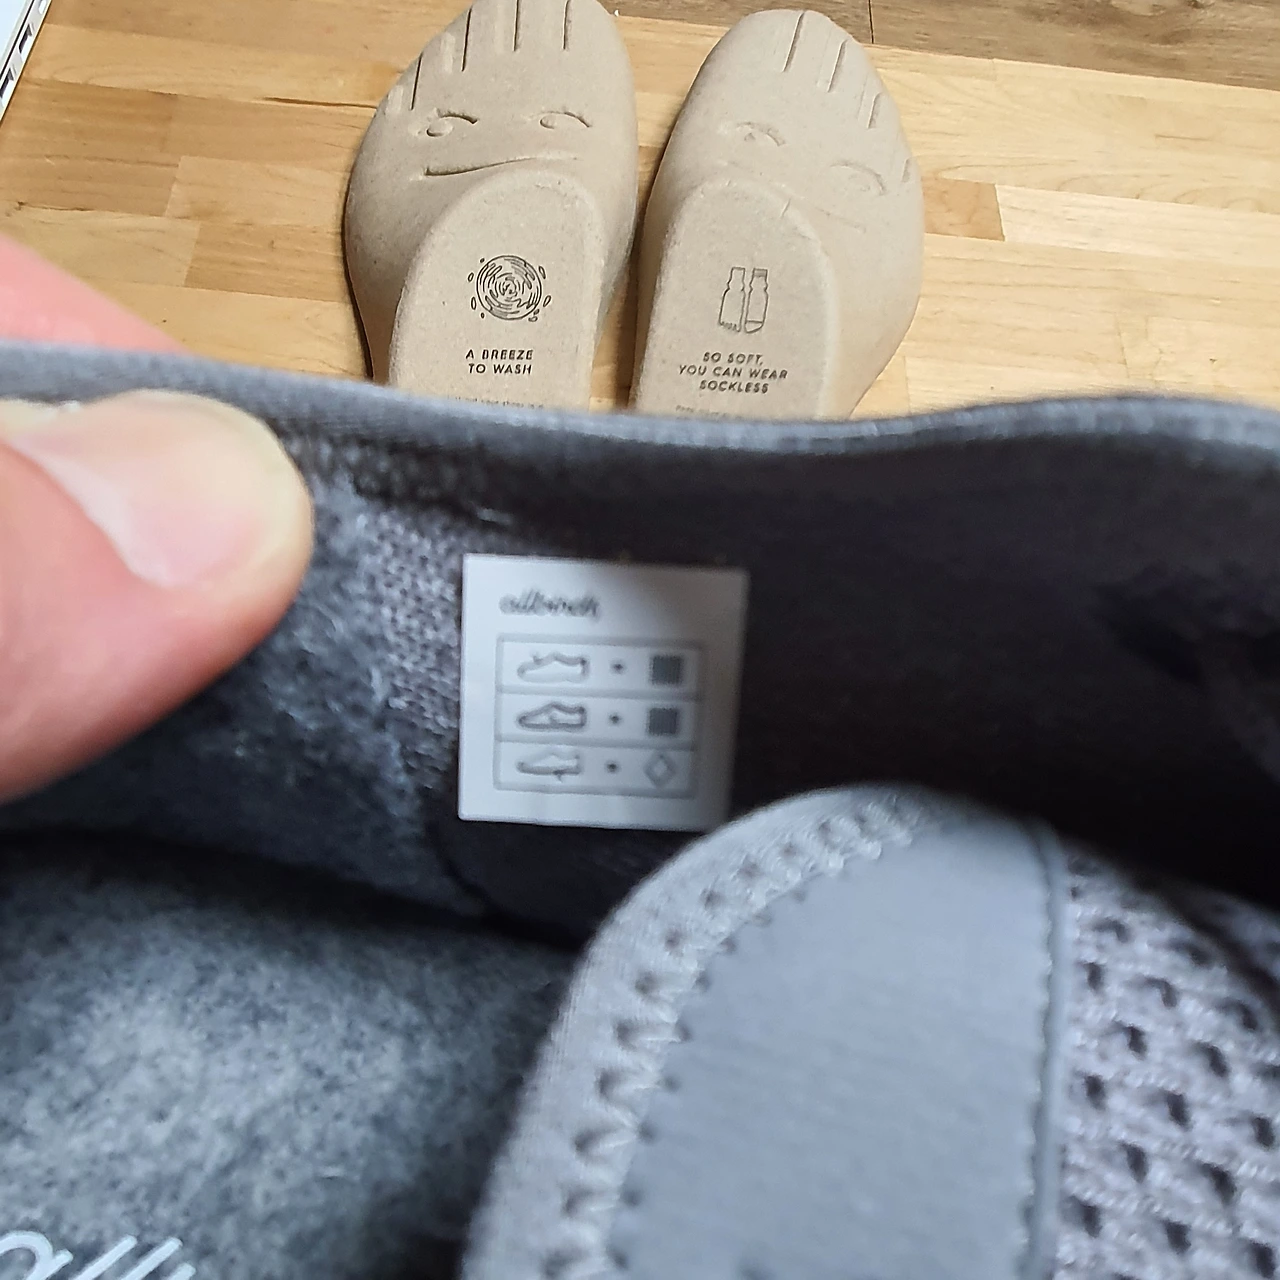 A BREEZE
TO WASH
SO SOFT,
YOU CAN WEAR
SOCKLESS
allbirds